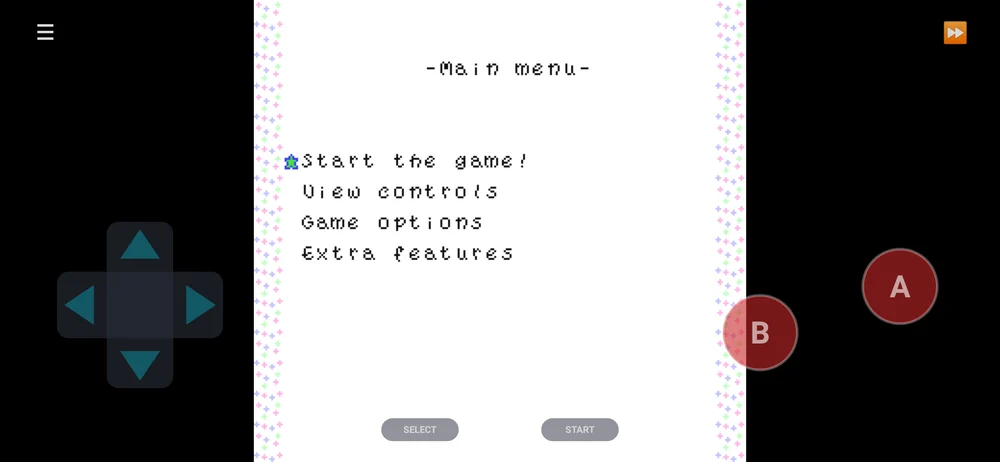 -Main menu-
Start the game!
View controls
Game options
Extra features
A
B
SELECT
START